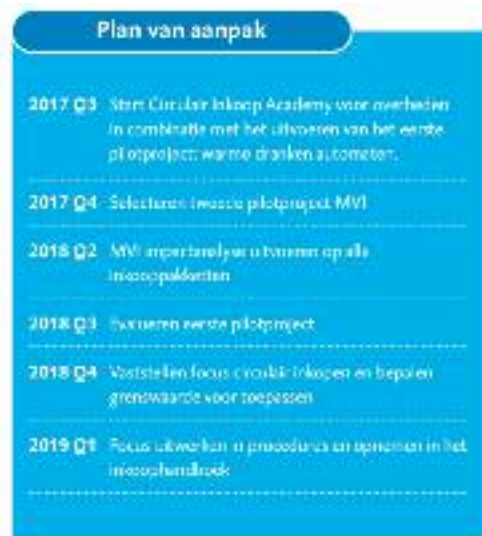 Plan van aanpak
2017 Q3 Start Circulair Inkoop Academy voor overheden
in combinatie met het uitvoeren van het eerste
pilotproject: warme dranken automaten.
2017 Q4 Selecteren tweede pilotproject MVI
2018 Q2 MVI impactanalyse uitvoeren op alle
inkooppakketten
2018 Q3 Evalueren eerste pilotproject
2018 Q4 Vaststellen focus circulair inkopen en bepalen
grenswaarde voor toepassen
2019 Q1 Focus uitwerken in procedures en opnemen in het
inkoophandboek